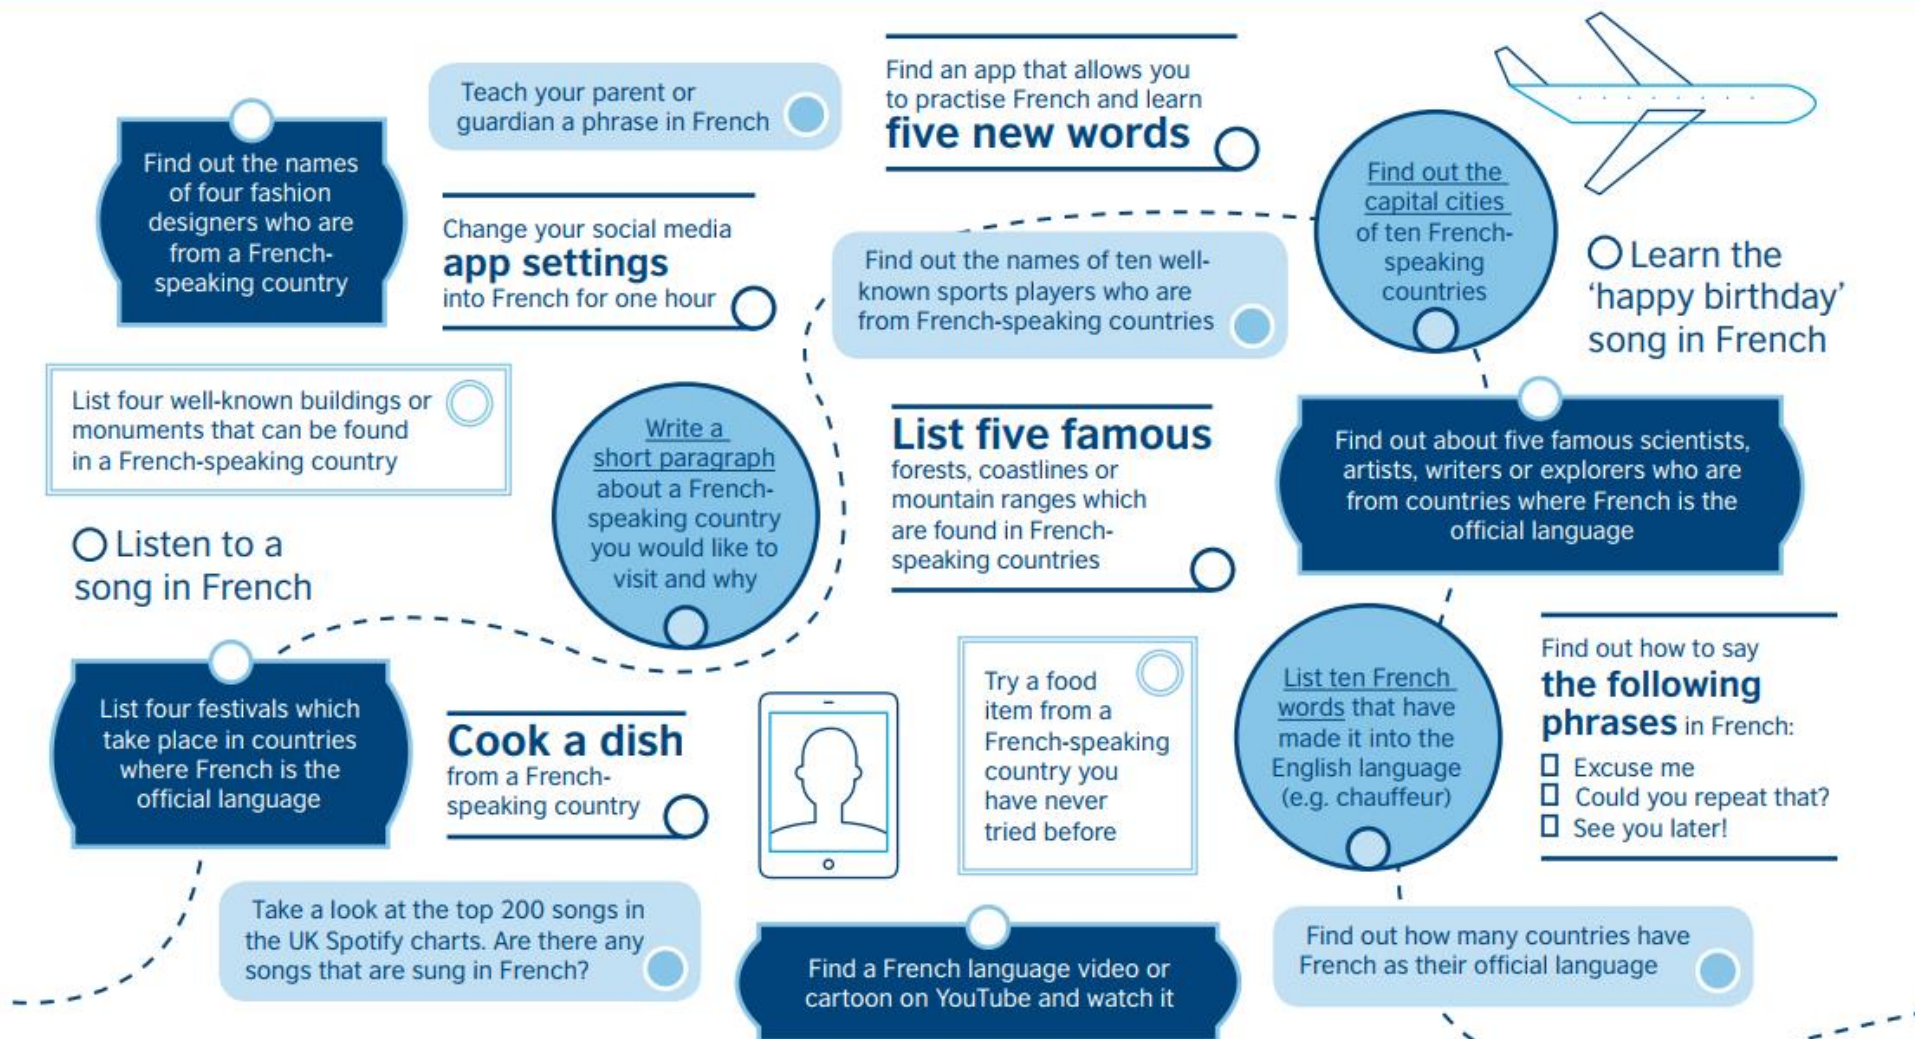 Find out the names
of four fashion
designers who are
from a French-
speaking country
Teach your parent or
guardian a phrase in French
Find an app that allows you
to practise French and learn
five new words
Change your social media
app settings
into French for one hour
Find out the names of ten well-
known sports players who are
from French-speaking countries
Find out the
capital cities
of ten French-
speaking
countries
Learn the
‘happy birthday’
song in French
List four well-known buildings or
monuments that can be found
in a French-speaking country
Write a
short paragraph
about a French-
speaking country
you would like to
visit and why
List five famous
forests, coastlines or
mountain ranges which
are found in French-
speaking countries
Find out about five famous scientists,
artists, writers or explorers who are
from countries where French is the
official language
Listen to a
song in French
List four festivals which
take place in countries
where French is the
official language
Cook a dish
from a French-
speaking country
Try a food
item from a
French-speaking
country you
have never
tried before
List ten French
words that have
made it into the
English language
(e.g. chauffeur)
Find out how to say
the following
phrases in French:
Excuse me
Could you repeat that?
See you later!
Take a look at the top 200 songs in
the UK Spotify charts. Are there any
songs that are sung in French?
Find a French language video or
cartoon on YouTube and watch it
Find out how many countries have
French as their official language